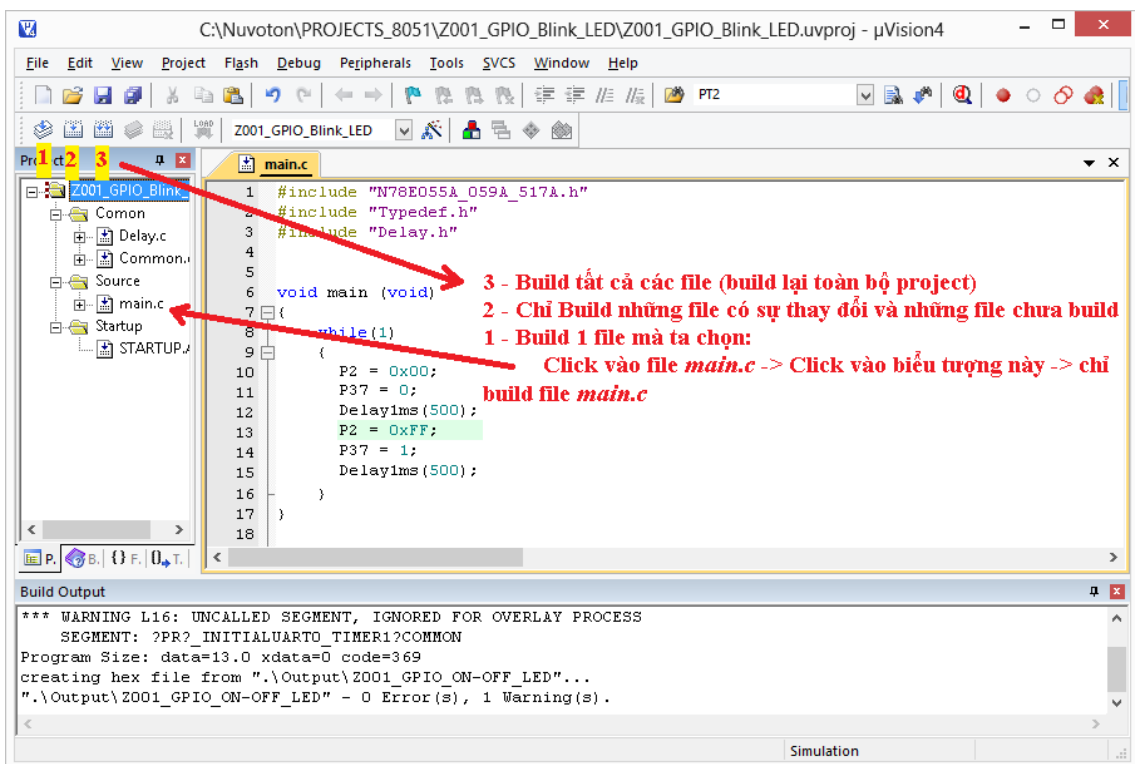 C:\Nuvoton\PROJECTS_8051\Z001_GPIO_Blink_LED\Z001_GPIO_Blink_LED.uvproj - µVision4
File Edit View Project Flash Debug Peripherals Tools SVCS Window Help
PT2
LOAD
Z001_GPIO_Blink_LED
1 2 3
main.c
Z001_GPIO_Blink_
Comon
Delay.c
Common.
Source
main.c
Startup
STARTUP.
1 #include "N78E055A_059A_517A.h"
2 #include "Typedef.h"
3 #include "Delay.h"
4
5
6 void main (void)
7 {
8 while(1)
9 {
10 P2 = 0x00;
11 P37 = 0;
12 Delay1ms(500);
13 P2 = 0xFF;
14 P37 = 1;
15 Delay1ms(500);
16 }
17 }
18
3 - Build tất cả các file (build lại toàn bộ project)
2 - Chỉ Build những file có sự thay đổi và những file chưa build
1 - Build 1 file mà ta chọn:
Click vào file main.c -> Click vào biểu tượng này -> chỉ
build file main.c
P. B. {} F. 0 T.
Build Output
*** WARNING L16: UNCALLED SEGMENT, IGNORED FOR OVERLAY PROCESS
SEGMENT: ?PR?_INITIALUART0_TIMER1?COMMON
Program Size: data=13.0 xdata=0 code=369
creating hex file from ".\Output\Z001_GPIO_ON-OFF_LED"...
".\Output\Z001_GPIO_ON-OFF_LED" - 0 Error(s), 1 Warning(s).
Simulation